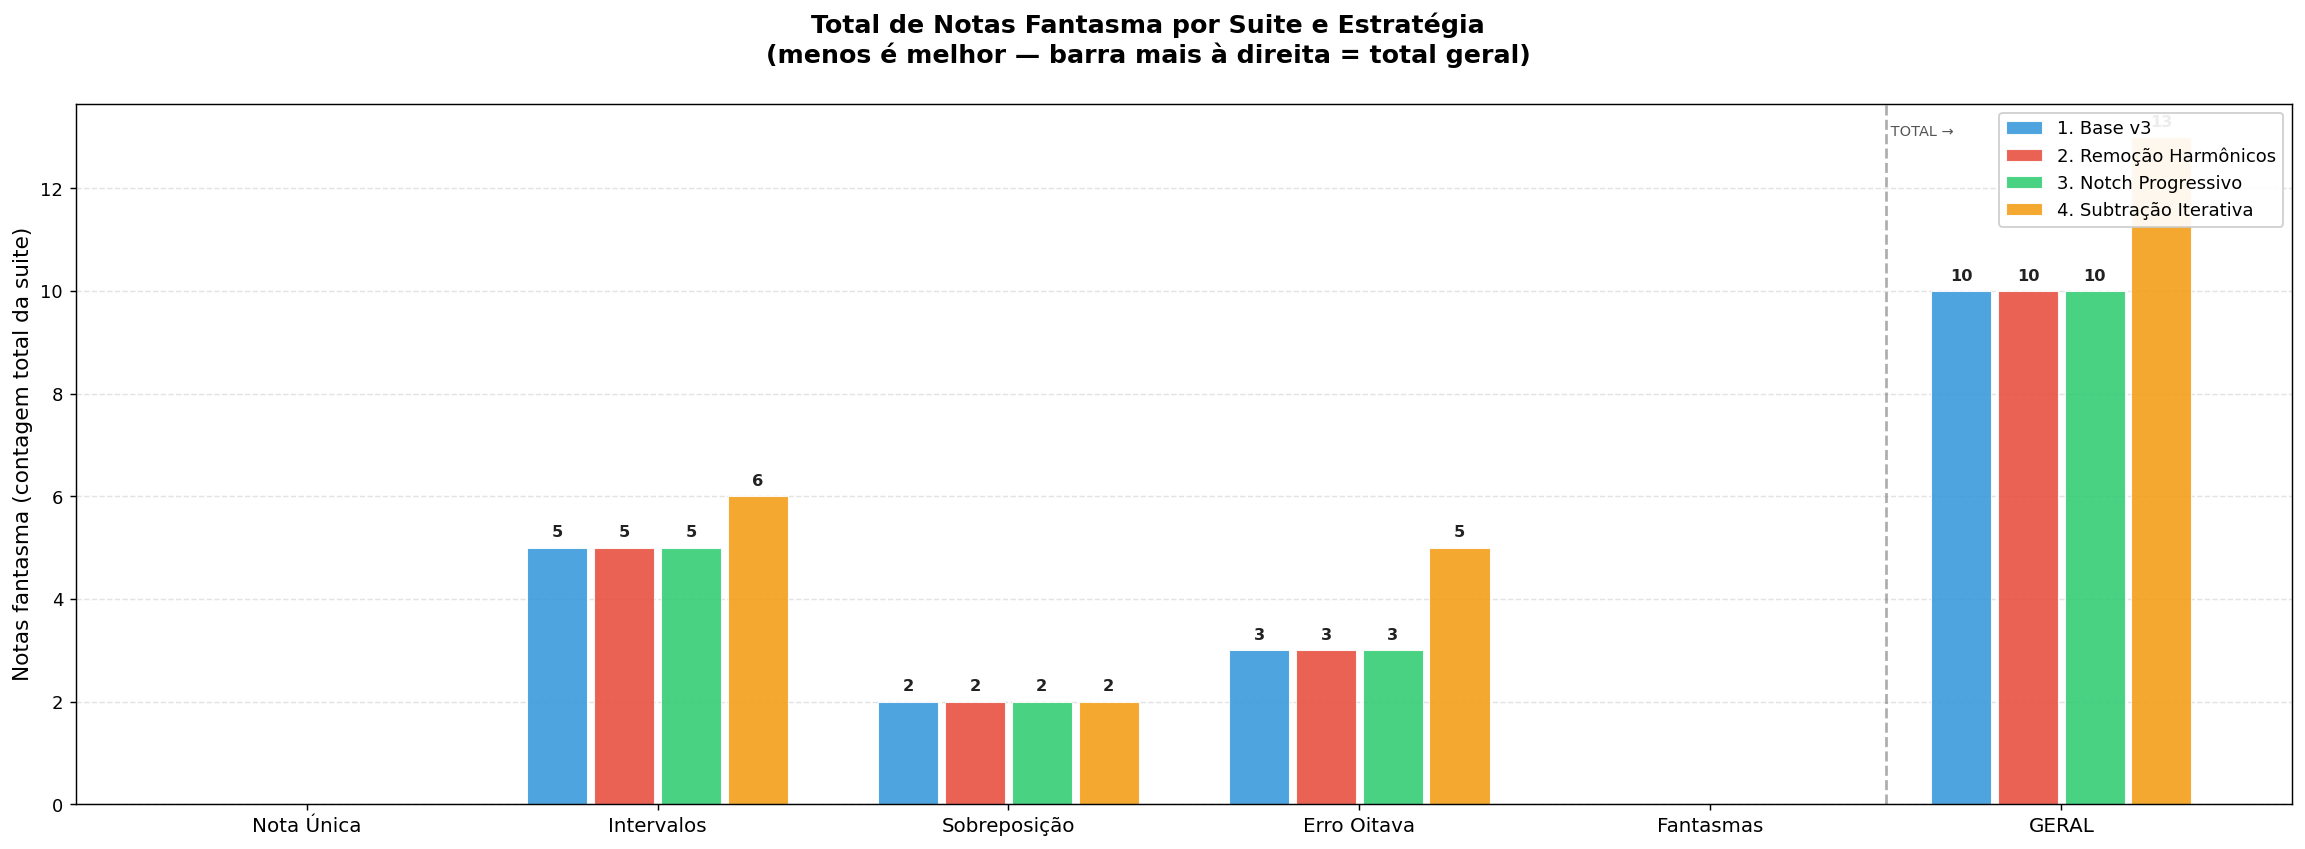 Total de Notas Fantasma por Suite e Estratégia
(menos é melhor — barra mais à direita = total geral)
Notas fantasma (contagem total da suite)
12
10
8
6
4
2
0
TOTAL →
13
1. Base v3
2. Remoção Harmônicos
3. Notch Progressivo
4. Subtração Iterativa
5
5
5
6
2
2
2
2
3
3
3
5
10
10
10
Nota Única
Intervalos
Sobreposição
Erro Oitava
Fantasmas
GERAL